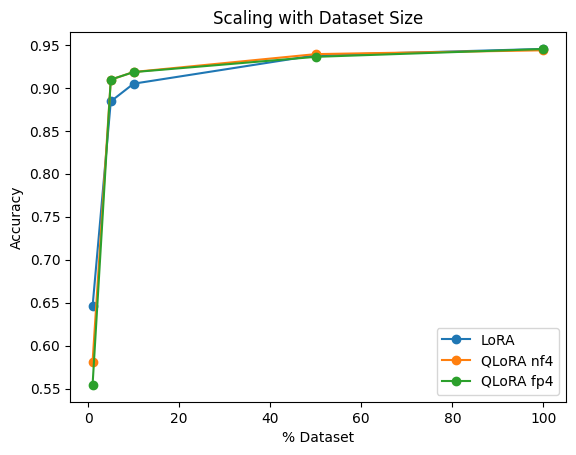 Scaling with Dataset Size
0.95
0.90
0.85
0.80
0.75
0.70
0.65
0.60
0.55
Accuracy
LoRA
QLoRA nf4
QLoRA fp4
0 20 40 60 80 100
% Dataset